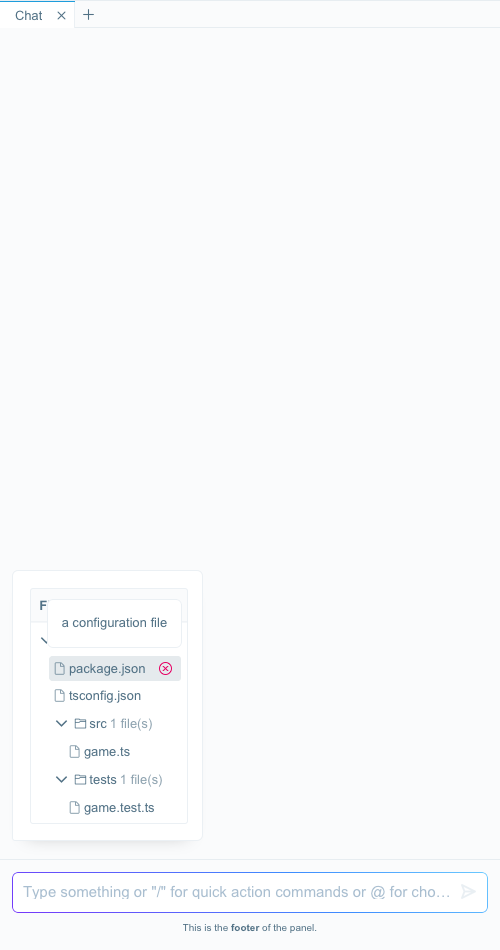 Chat
a configuration file
package.json
tsconfig.json
src 1 file(s)
game.ts
tests 1 file(s)
game.test.ts
Type something or "/" for quick action commands or @ for cho…
This is the footer of the panel.